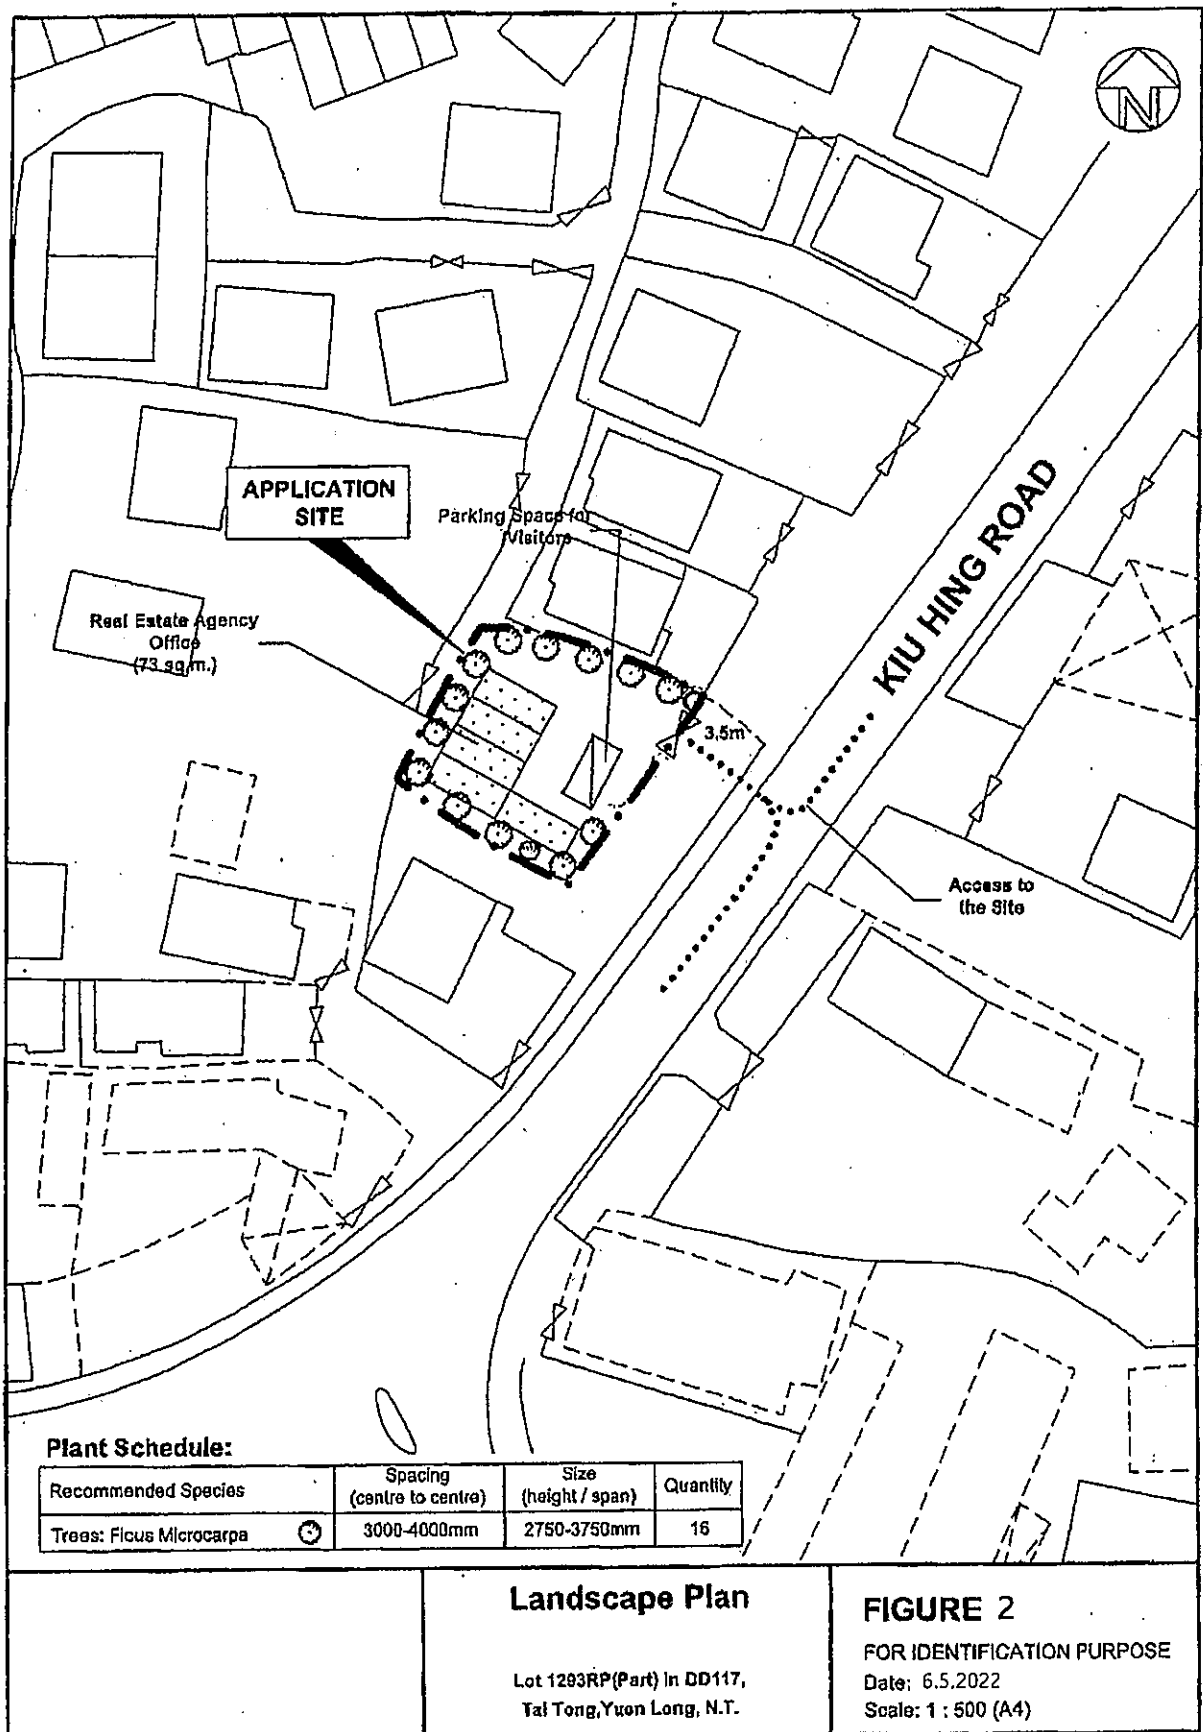 N
APPLICATION
SITE
Parking Space for
Visitors
Real Estate Agency
Office
(73 sq.m.)
3.5m
KIU HING ROAD
Access to
the Site
Plant Schedule:
Recommended Species
Spacing
(centre to centre)
Size
(height / span)
Quantity
Trees: Ficus Microcarpa
3000-4000mm
2750-3750mm
16
Landscape Plan
Lot 1293RP(Part) in DD117,
Tai Tong,Yuen Long, N.T.
FIGURE 2
FOR IDENTIFICATION PURPOSE
Date: 6.5.2022
Scale: 1 : 500 (A4)